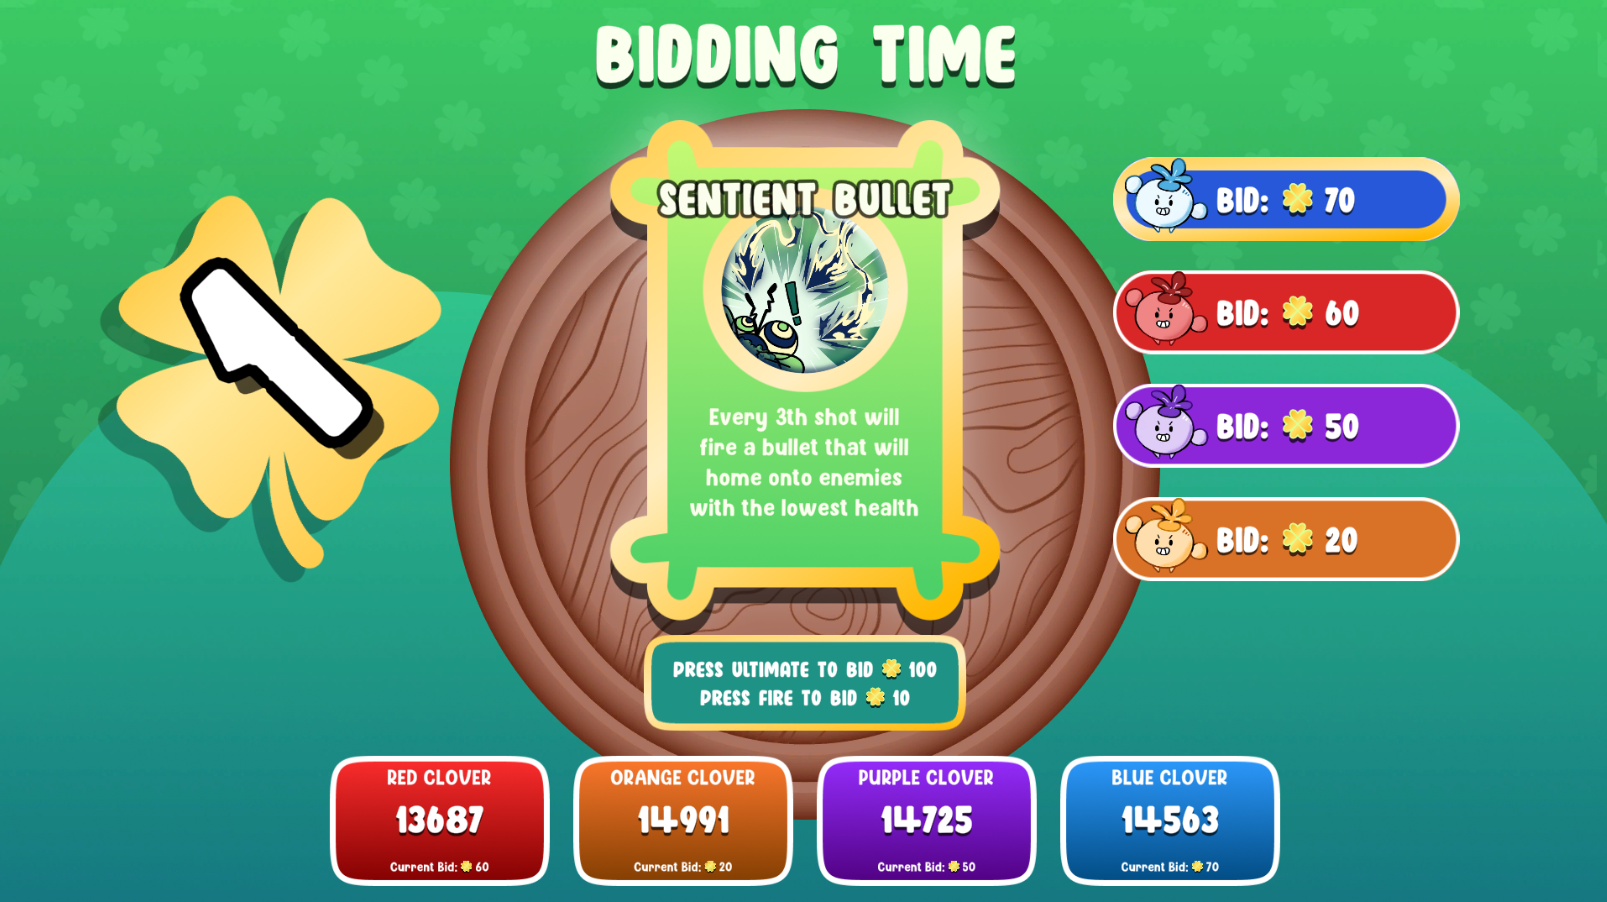 BIDDING TIME
1
SENTIENT BULLET
!
Every 3th shot will
fire a bullet that will
home onto enemies
with the lowest health
BID: 70
BID: 60
BID: 50
BID: 20
PRESS ULTIMATE TO BID 100
PRESS FIRE TO BID 10
RED CLOVER
13687
Current Bid: 60
ORANGE CLOVER
14991
Current Bid: 20
PURPLE CLOVER
14725
Current Bid: 50
BLUE CLOVER
14563
Current Bid: 70